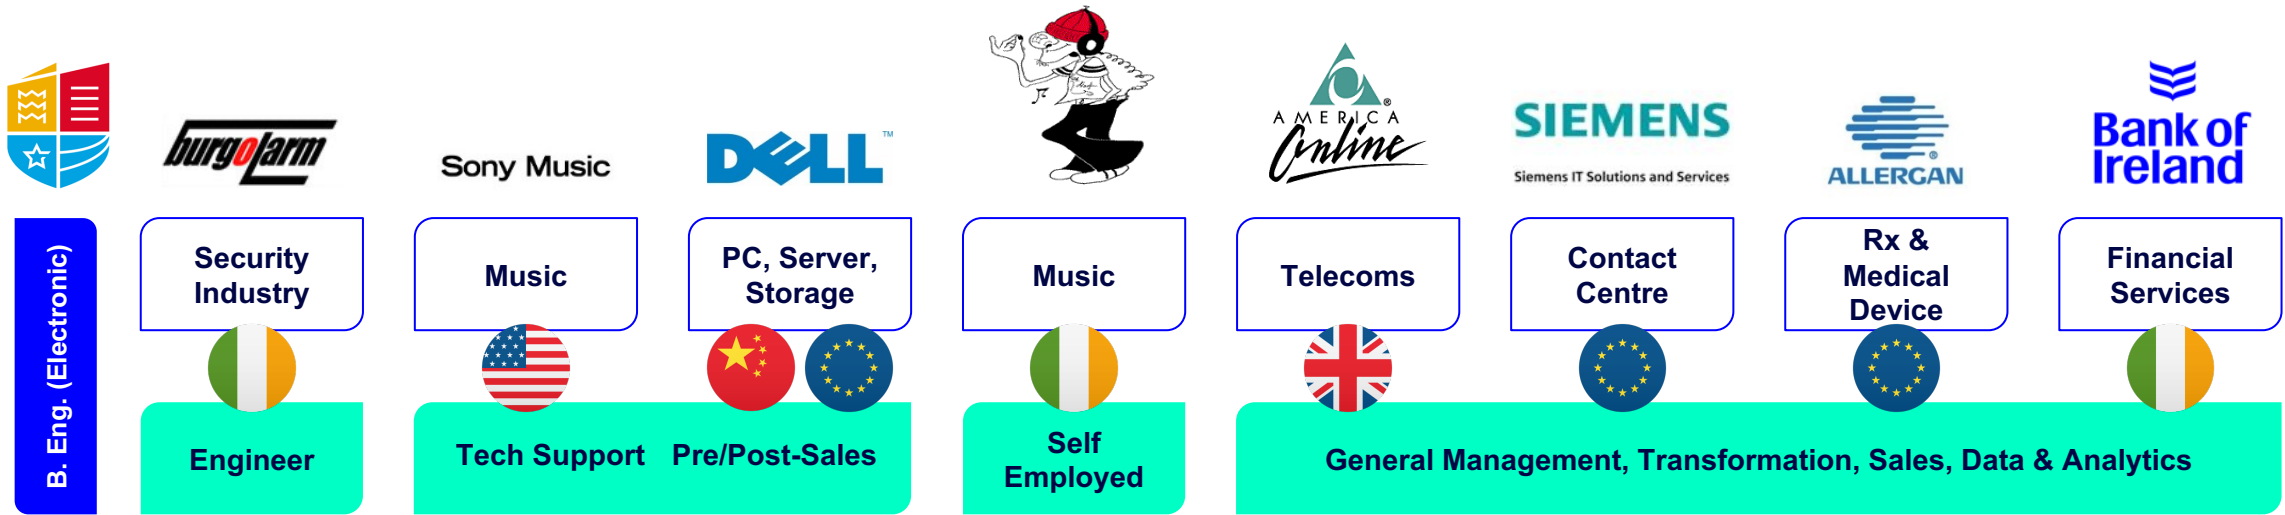 burgolarm
Sony Music
DELL™
AMERICA
Online®
SIEMENS
Siemens IT Solutions and Services
®
ALLERGAN
Bank of
Ireland
B. Eng. (Electronic)
Security
Industry
Music
PC, Server,
Storage
Music
Telecoms
Contact
Centre
Rx &
Medical
Device
Financial
Services
Engineer
Tech Support
Pre/Post-Sales
Self
Employed
General Management, Transformation, Sales, Data & Analytics